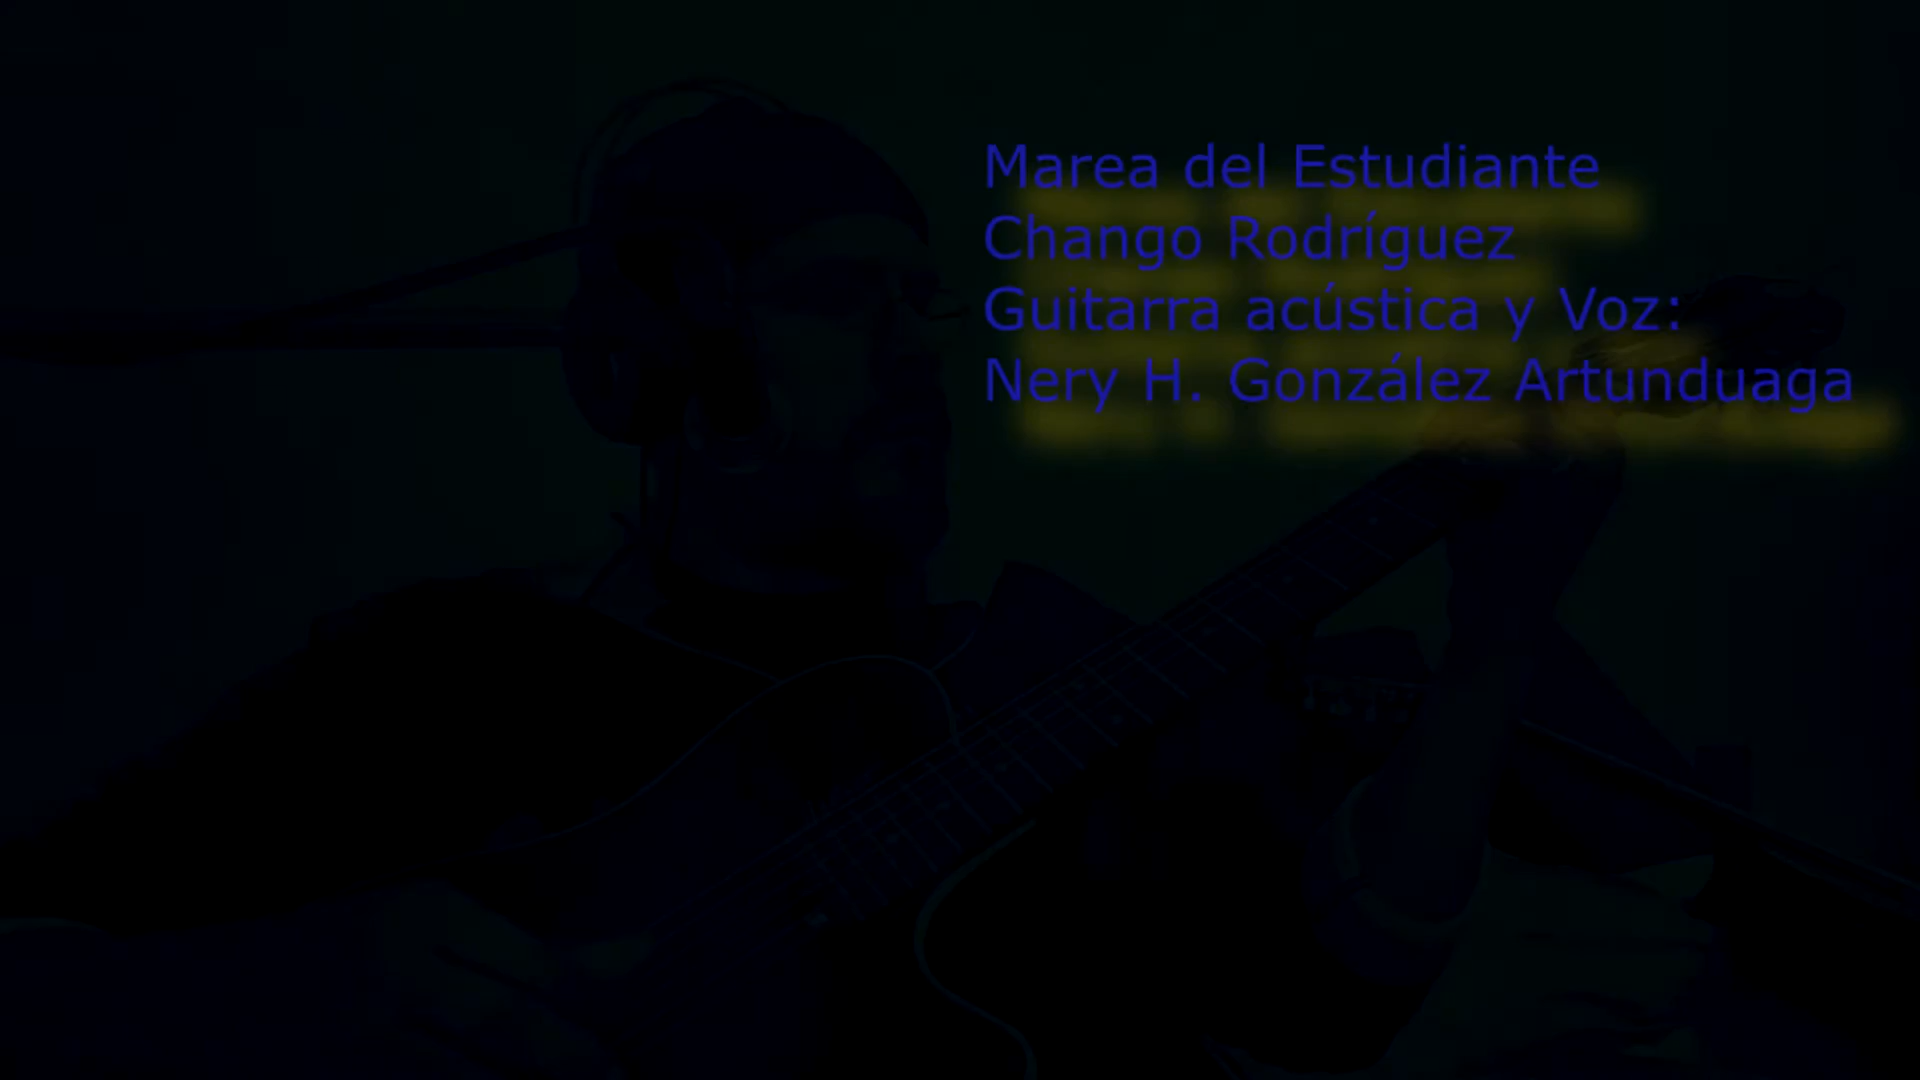 Marea del Estudiante
Chango Rodríguez
Guitarra acústica y Voz:
Nery H. González Artunduaga